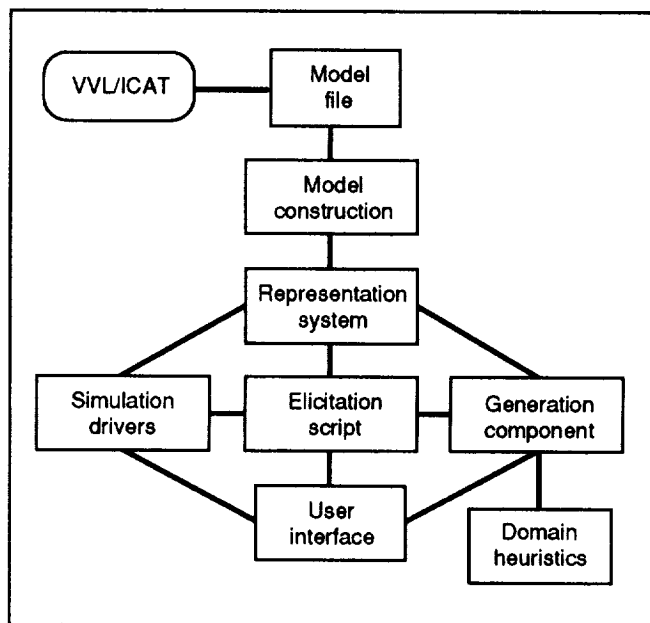 VVL/ICAT
Model
file
Model
construction
Representation
system
Simulation
drivers
Elicitation
script
Generation
component
User
interface
Domain
heuristics